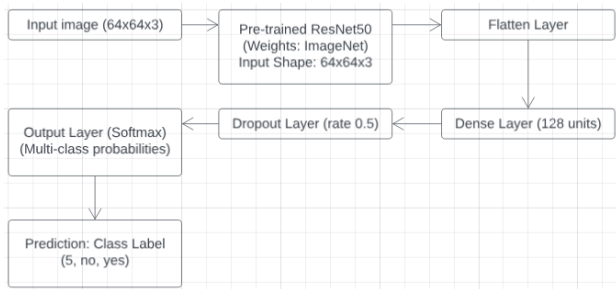 Input image (64x64x3)
Pre-trained ResNet50
(Weights: ImageNet)
Input Shape: 64x64x3
Flatten Layer
Dense Layer (128 units)
Dropout Layer (rate 0.5)
Output Layer (Softmax)
(Multi-class probabilities)
Prediction: Class Label
(5, no, yes)